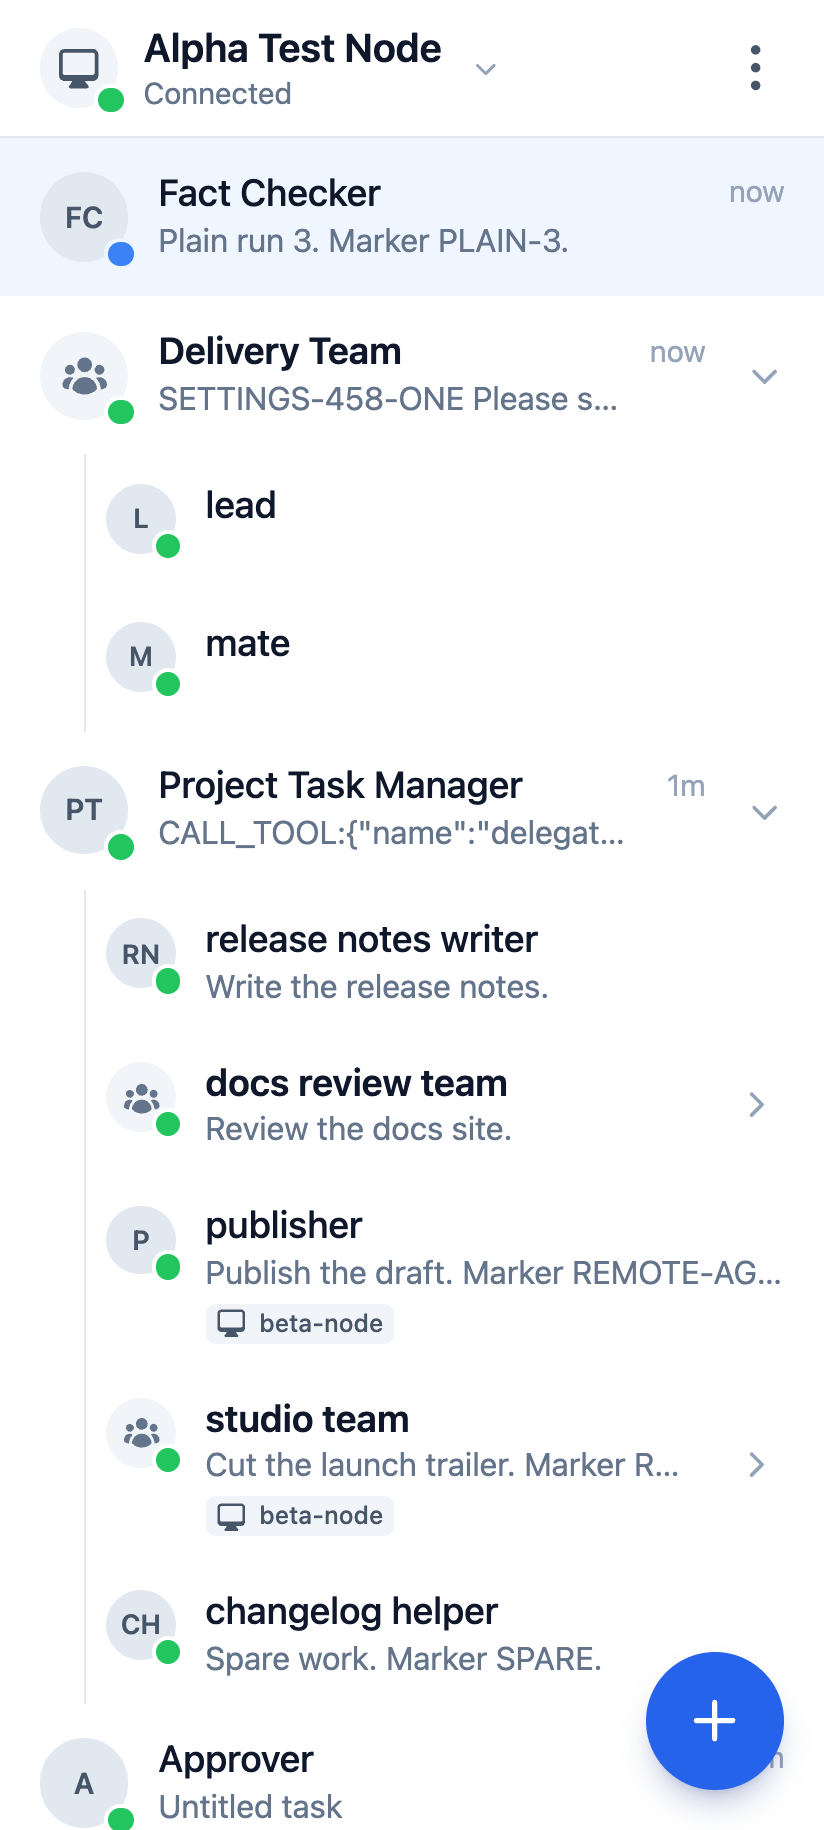 Alpha Test Node
Connected
FC
Fact Checker
now
Plain run 3. Marker PLAIN-3.
Delivery Team
now
SETTINGS-458-ONE Please s...
L
lead
M
mate
PT
Project Task Manager
1m
CALL_TOOL:{"name":"delegat...
RN
release notes writer
Write the release notes.
docs review team
Review the docs site.
P
publisher
Publish the draft. Marker REMOTE-AG...
beta-node
studio team
Cut the launch trailer. Marker R...
beta-node
CH
changelog helper
Spare work. Marker SPARE.
A
Approver
Untitled task